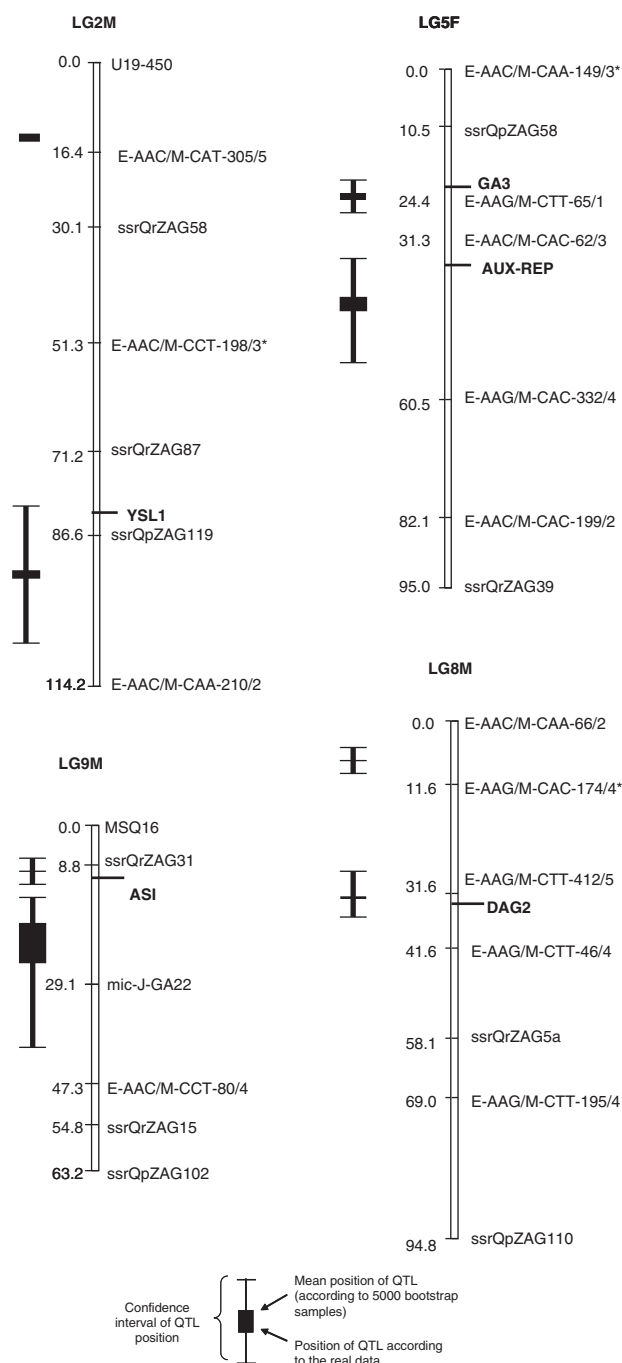 LG2M
0.0 U19-450
16.4 E-AAC/M-CAT-305/5
30.1 ssrQrZAG58
51.3 E-AAC/M-CCT-198/3*
71.2 ssrQrZAG87
YSL1
86.6 ssrQpZAG119
114.2 E-AAC/M-CAA-210/2
LG5F
0.0 E-AAC/M-CAA-149/3*
10.5 ssrQpZAG58
GA3
24.4 E-AAG/M-CTT-65/1
31.3 E-AAC/M-CAC-62/3
AUX-REP
60.5 E-AAG/M-CAC-332/4
82.1 E-AAC/M-CAC-199/2
95.0 ssrQrZAG39
LG9M
0.0 MSQ16
8.8 ssrQrZAG31
ASI
29.1 mic-J-GA22
47.3 E-AAC/M-CCT-80/4
54.8 ssrQrZAG15
63.2 ssrQpZAG102
LG8M
0.0 E-AAC/M-CAA-66/2
11.6 E-AAG/M-CAC-174/4*
31.6 E-AAG/M-CTT-412/5
DAG2
41.6 E-AAG/M-CTT-46/4
58.1 ssrQrZAG5a
69.0 E-AAG/M-CTT-195/4
94.8 ssrQpZAG110
Confidence
interval of QTL
position
Mean position of QTL
(according to 5000 bootstrap
samples)
Position of QTL according
to the real data